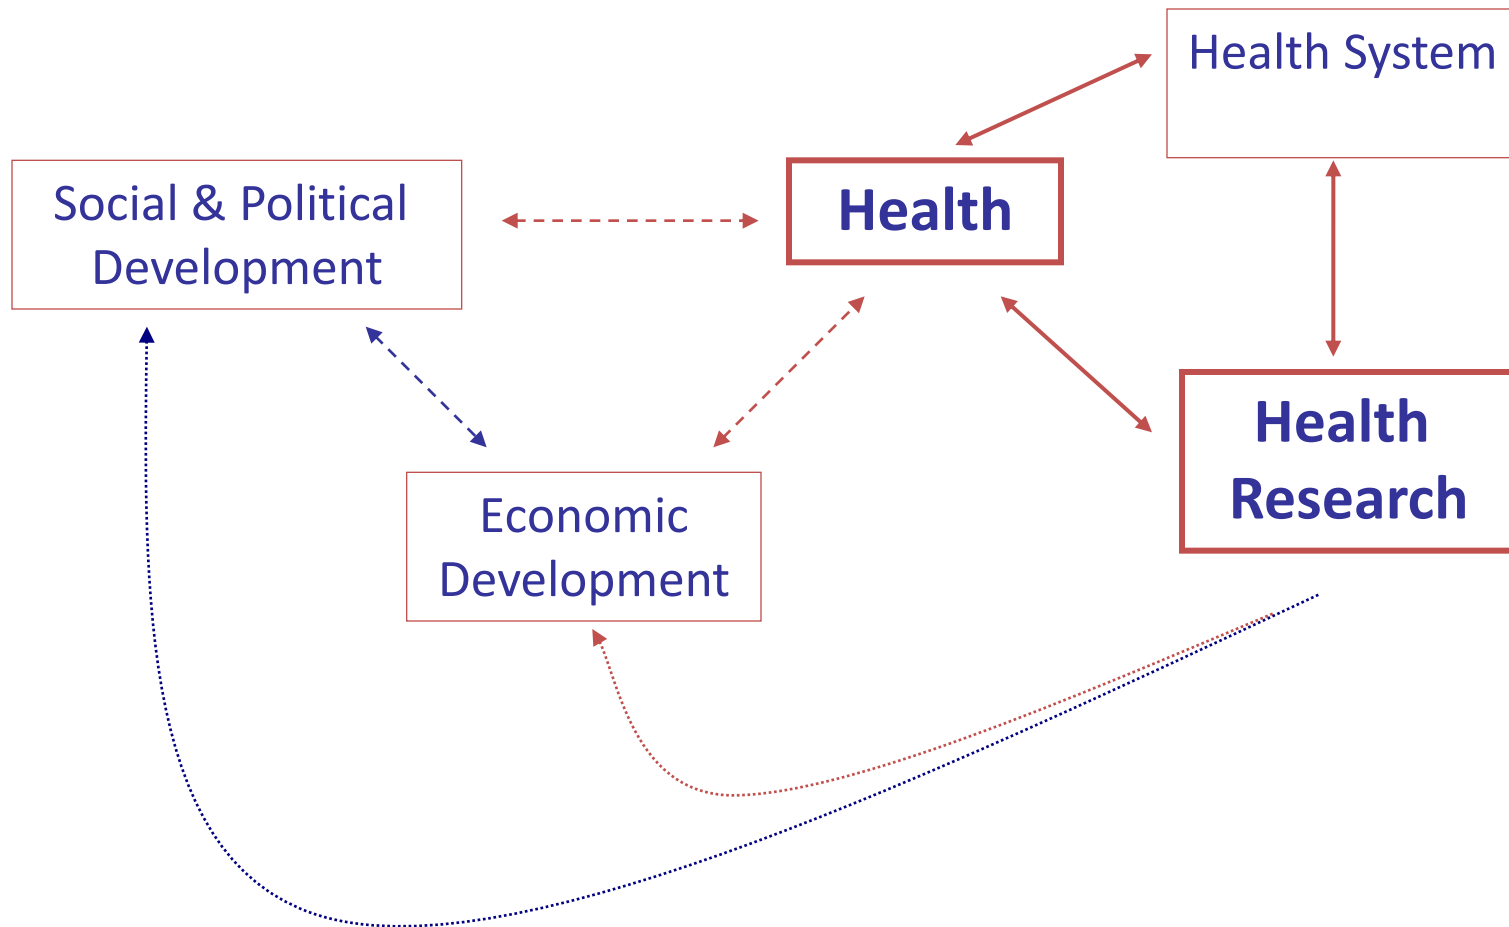 Health System
Social & Political
Development
Health
Health
Research
Economic
Development